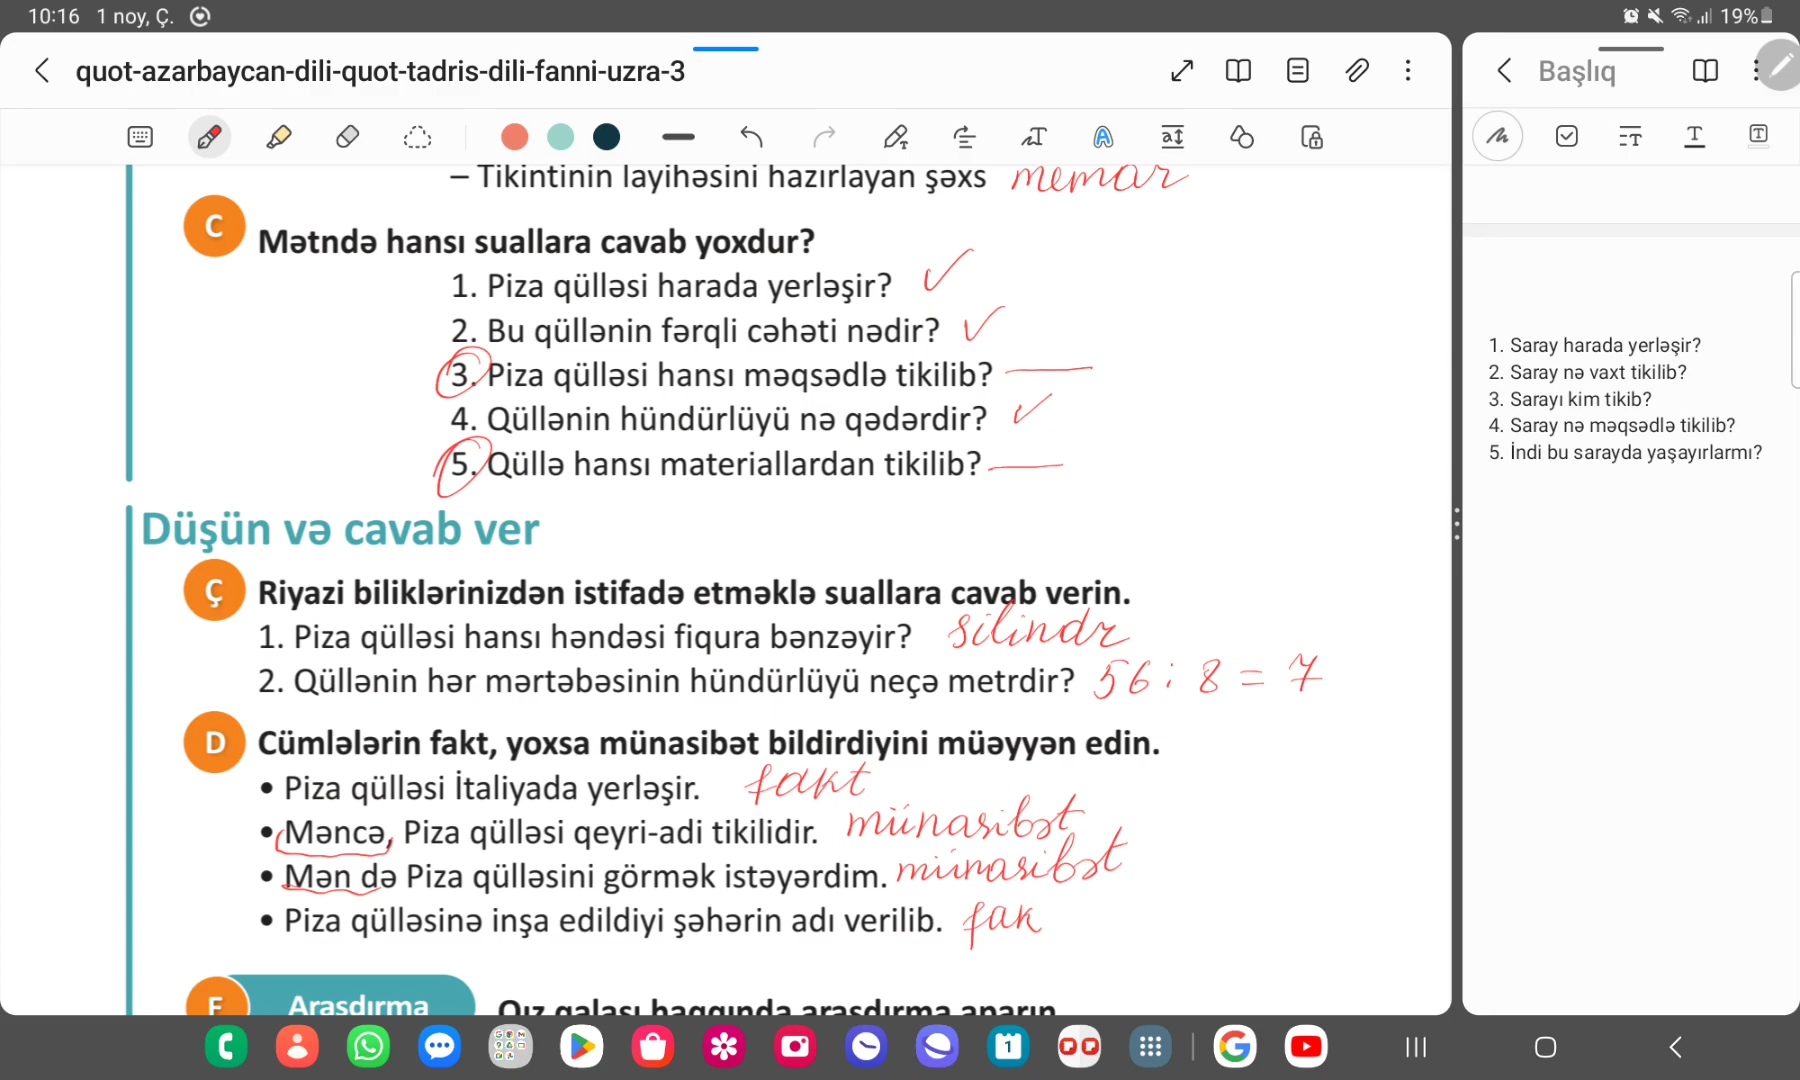 10:16 1 noy, Ç. 19%
quot-azarbaycan-dili-quot-tadris-dili-fanni-uzra-3
– Tikintinin layihəsini hazırlayan şəxs memar
C Mətndə hansı suallara cavab yoxdur?
1. Piza qülləsi harada yerləşir?
2. Bu qüllənin fərqli cəhəti nədir?
3. Piza qülləsi hansı məqsədlə tikilib?
4. Qüllənin hündürlüyü nə qədərdir?
5. Qüllə hansı materiallardan tikilib?
Düşün və cavab ver
Ç Riyazi biliklərinizdən istifadə etməklə suallara cavab verin.
1. Piza qülləsi hansı həndəsi fiqura bənzəyir? silindr
2. Qüllənin hər mərtəbəsinin hündürlüyü neçə metrdir? 56 : 8 = 7
D Cümlələrin fakt, yoxsa münasibət bildirdiyini müəyyən edin.
• Piza qülləsi İtaliyada yerləşir. fakt
• Məncə, Piza qülləsi qeyri-adi tikilidir. münasibət
• Mən də Piza qülləsini görmək istəyərdim. münasibət
• Piza qülləsinə inşa edildiyi şəhərin adı verilib. fak
E Araşdırma Qız qalası haqqında araşdırma aparın
Başlıq
1. Saray harada yerləşir?
2. Saray nə vaxt tikilib?
3. Sarayı kim tikib?
4. Saray nə məqsədlə tikilib?
5. İndi bu sarayda yaşayırlarmı?